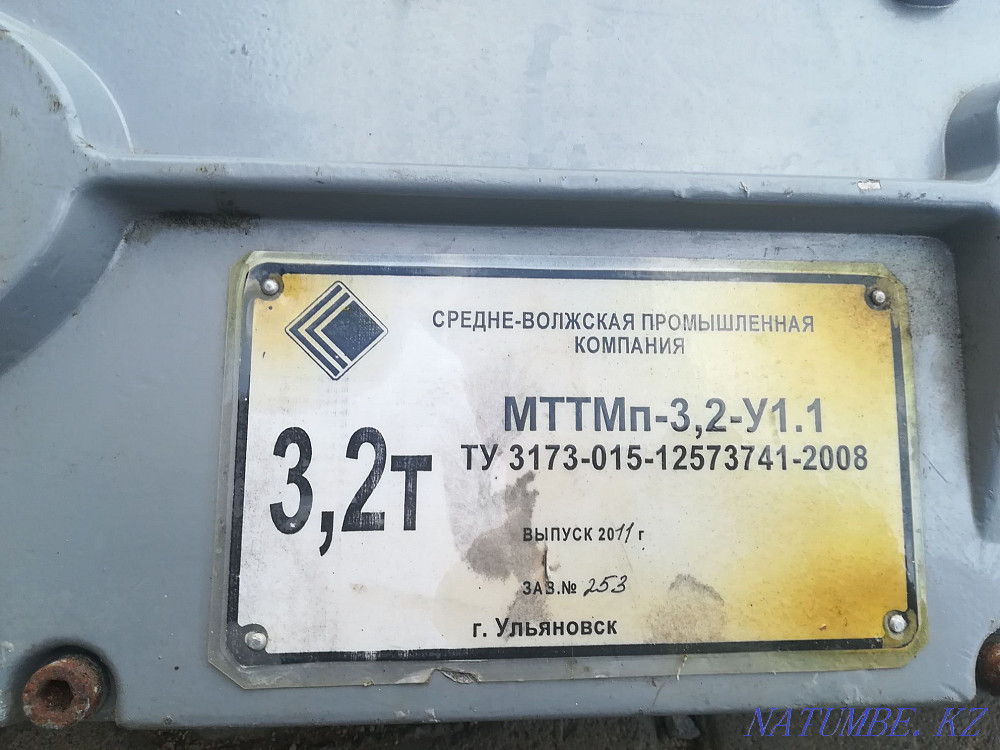 СРЕДНЕ-ВОЛЖСКАЯ ПРОМЫШЛЕННАЯ
КОМПАНИЯ
МТТМп-3,2-У1.1
ТУ 3173-015-12573741-2008
3,2т
ВЫПУСК 2011 г
ЗАВ.№ 253
г. Ульяновск
NATUMBE. KZ